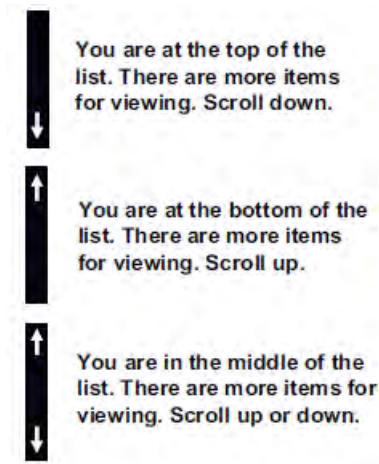 You are at the top of the
list. There are more items
for viewing. Scroll down.
You are at the bottom of the
list. There are more items
for viewing. Scroll up.
You are in the middle of the
list. There are more items for
viewing. Scroll up or down.